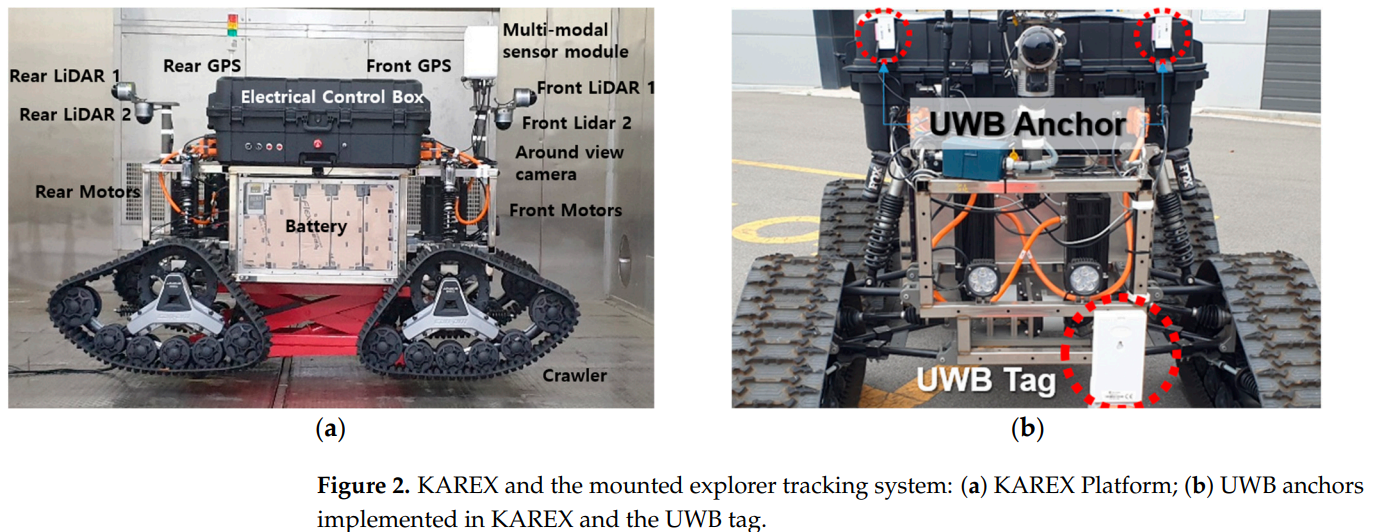 Multi-modal
sensor module
Rear GPS
Front GPS
Rear LiDAR 1
Front LiDAR 1
Electrical Control Box
Rear LiDAR 2
Front Lidar 2
Around view
camera
Rear Motors
Front Motors
Battery
Crawler
(a)
UWB Anchor
FOX
UWB Tag
(b)
Figure 2. KAREX and the mounted explorer tracking system: (a) KAREX Platform; (b) UWB anchors
implemented in KAREX and the UWB tag.